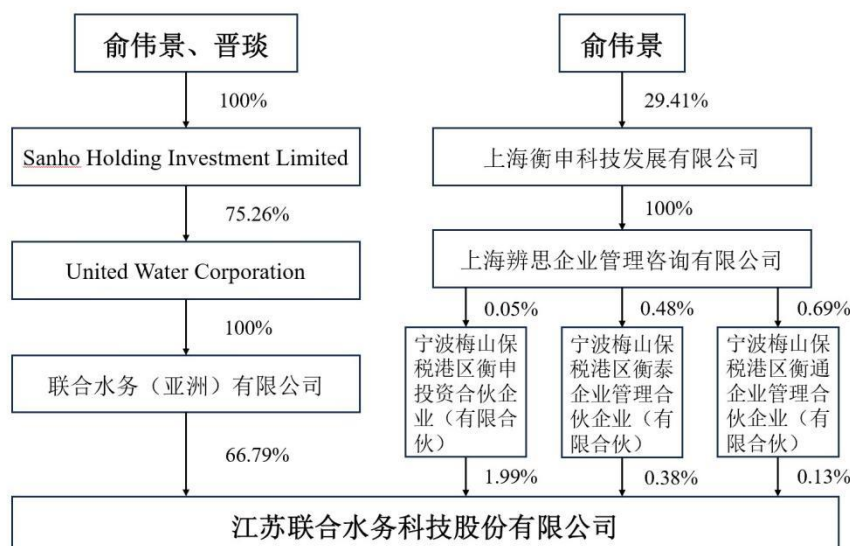 俞伟景、晋琰
俞伟景
100%
29.41%
Sanho Holding Investment Limited
上海衡申科技发展有限公司
75.26%
100%
United Water Corporation
上海辨思企业管理咨询有限公司
0.05%
0.48%
0.69%
100%
宁波梅山保
税港区衡申
投资合伙企
业（有限合
伙）
宁波梅山保
税港区衡泰
企业管理合
伙企业（有
限合伙）
宁波梅山保
税港区衡通
企业管理合
伙企业（有
限合伙）
联合水务（亚洲）有限公司
66.79%
1.99%
0.38%
0.13%
江苏联合水务科技股份有限公司